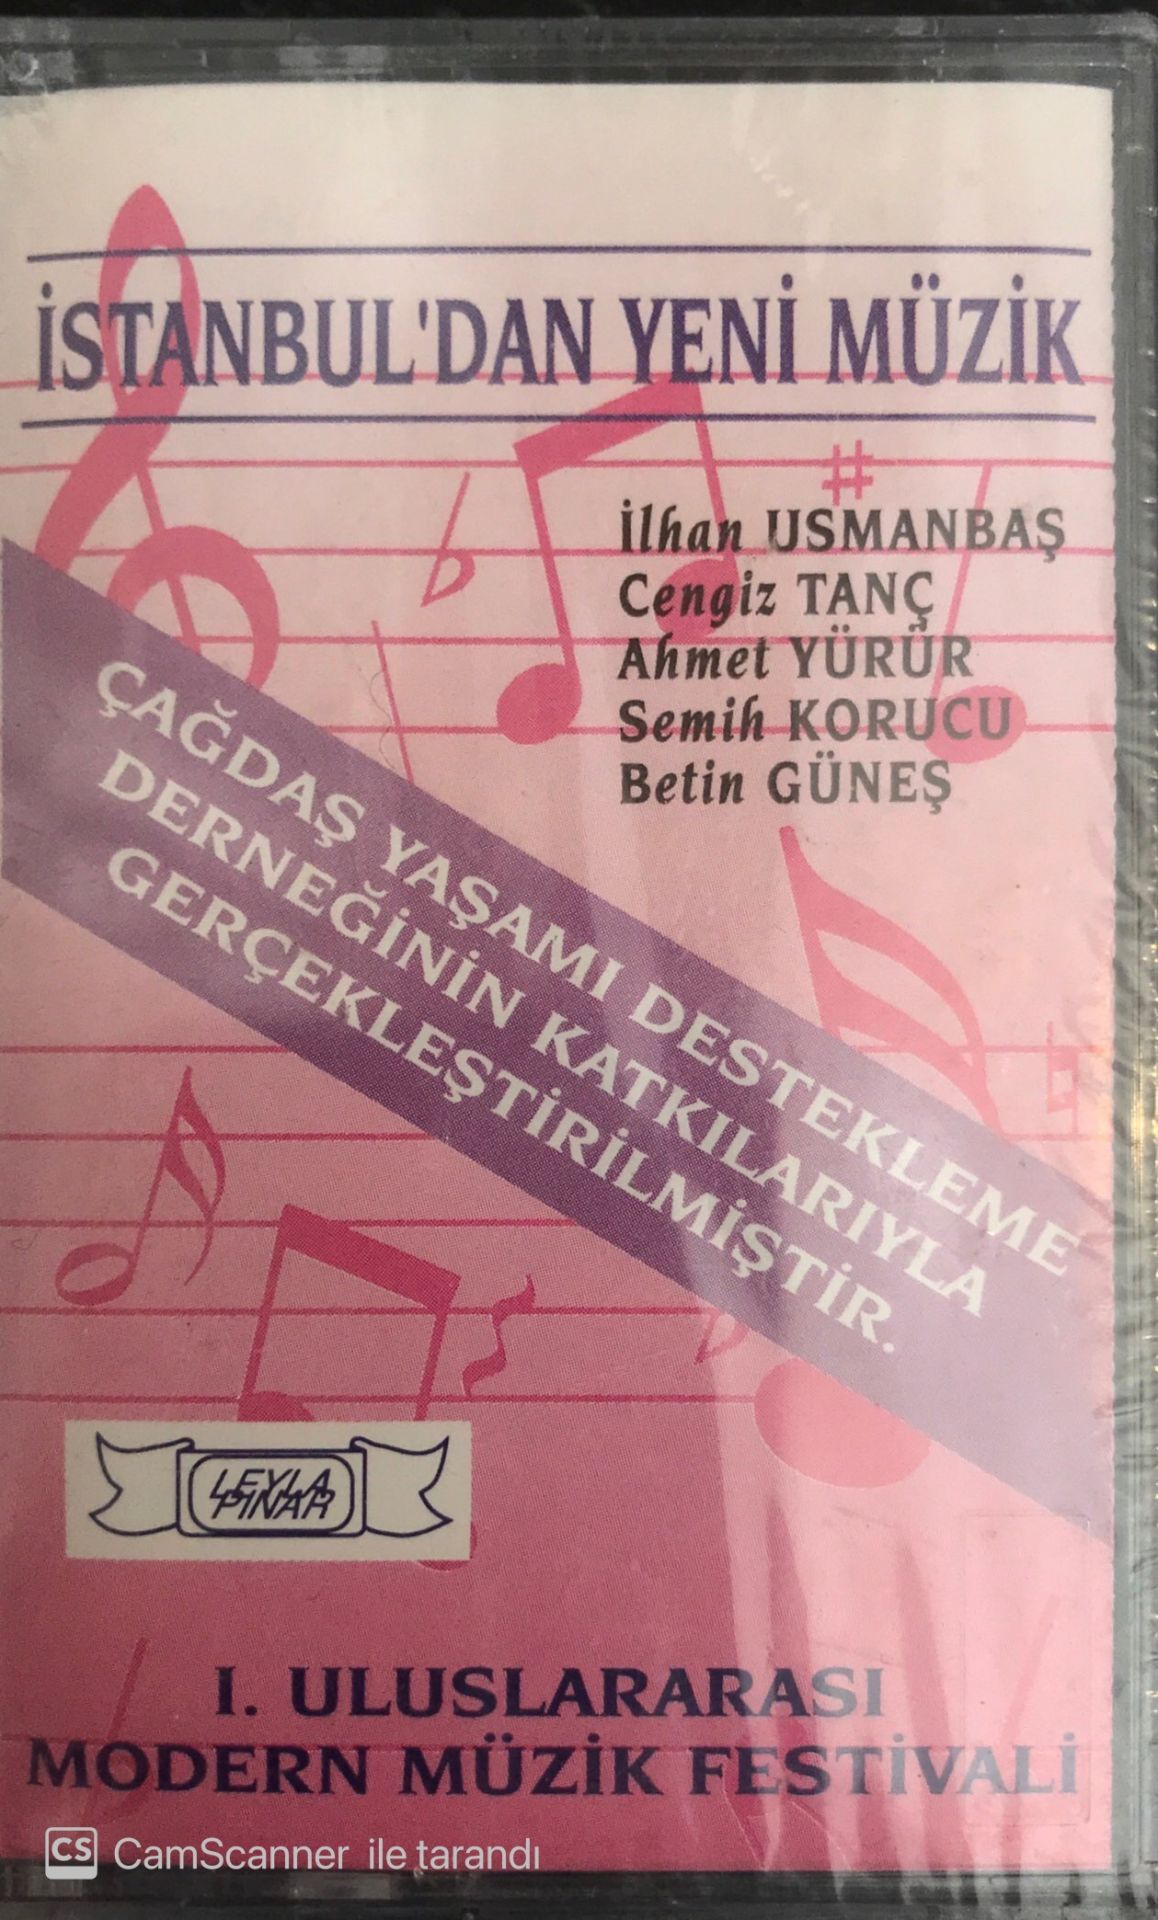 İSTANBUL'DAN YENİ MÜZİK
İlhan USMANBAŞ
Cengiz TANÇ
Ahmet YÜRÜR
Semih KORUCU
Betin GÜNEŞ
ÇAĞDAŞ YAŞAMI DESTEKLEME
DERNEĞİNİN KATKILARIYLA
GERÇEKLEŞTİRİLMİŞTİR.
LEYLA
PINAR
I. ULUSLARARASI
MODERN MÜZİK FESTİVALİ
CS CamScanner ile tarandı